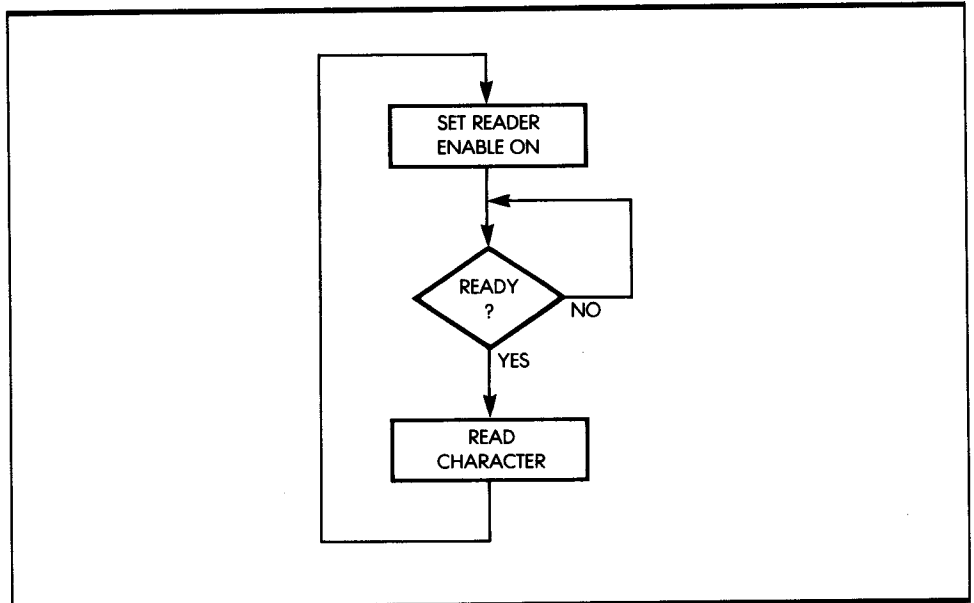 SET READER
ENABLE ON
READY
?
NO
YES
READ
CHARACTER